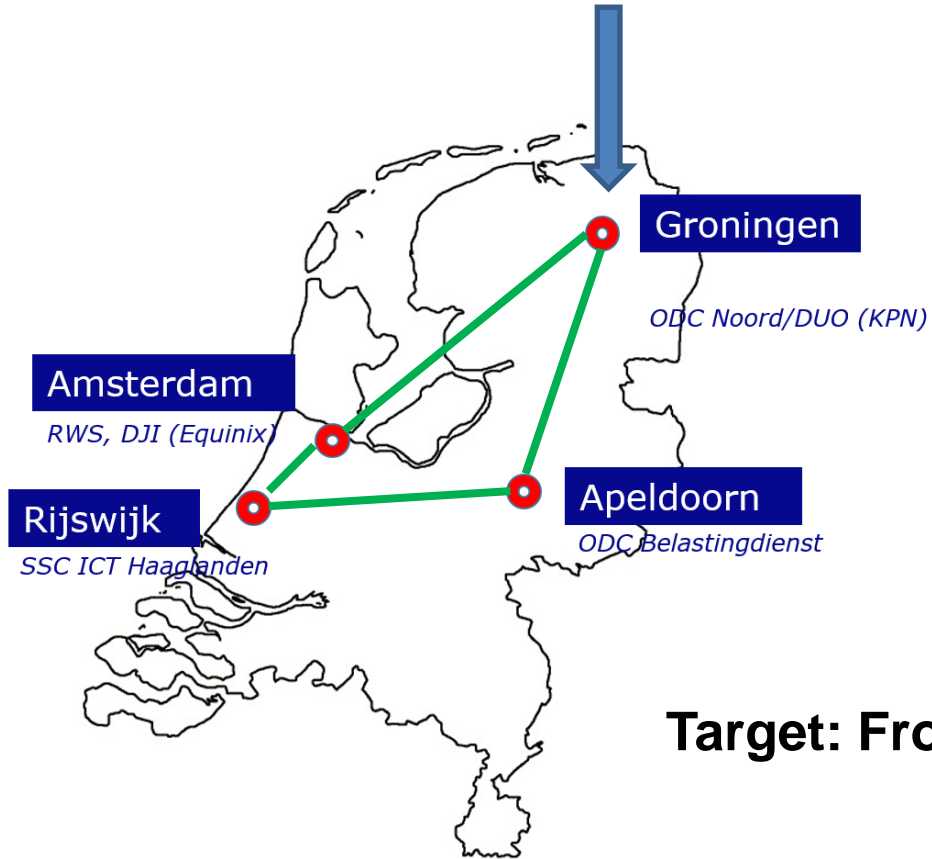 Groningen
ODC Noord/DUO (KPN)
Amsterdam
RWS, DJI (Equinix)
Rijswijk
SSC ICT Haaglanden
Apeldoorn
ODC Belastingdienst
Target: Fro